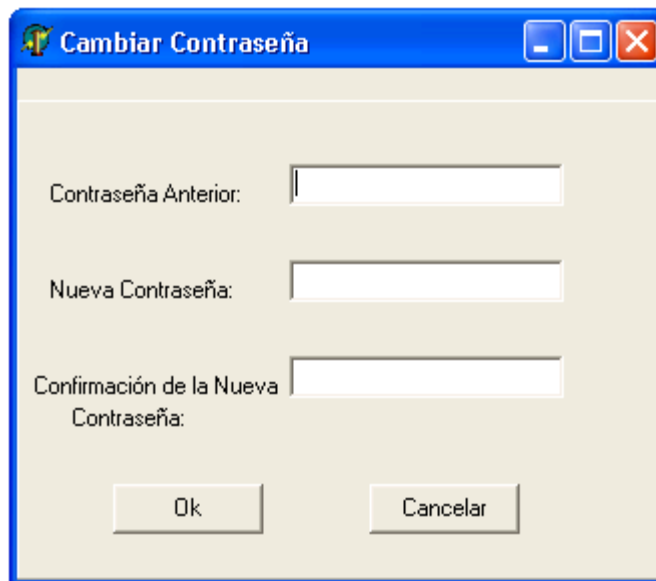 Cambiar Contraseña
Contraseña Anterior:
Nueva Contraseña:
Confirmación de la Nueva
Contraseña:
Ok
Cancelar